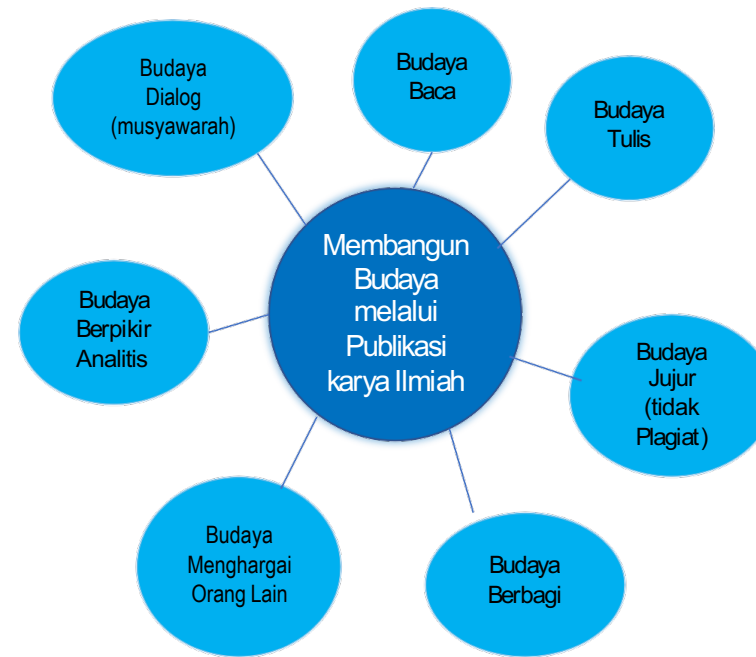 Budaya
Dialog
(musyawarah)
Budaya
Baca
Budaya
Tulis
Membangun
Budaya
melalui
Publikasi
karya Ilmiah
Budaya
Berpikir
Analitis
Budaya
Jujur
(tidak
Plagiat)
Budaya
Menghargai
Orang Lain
Budaya
Berbagi